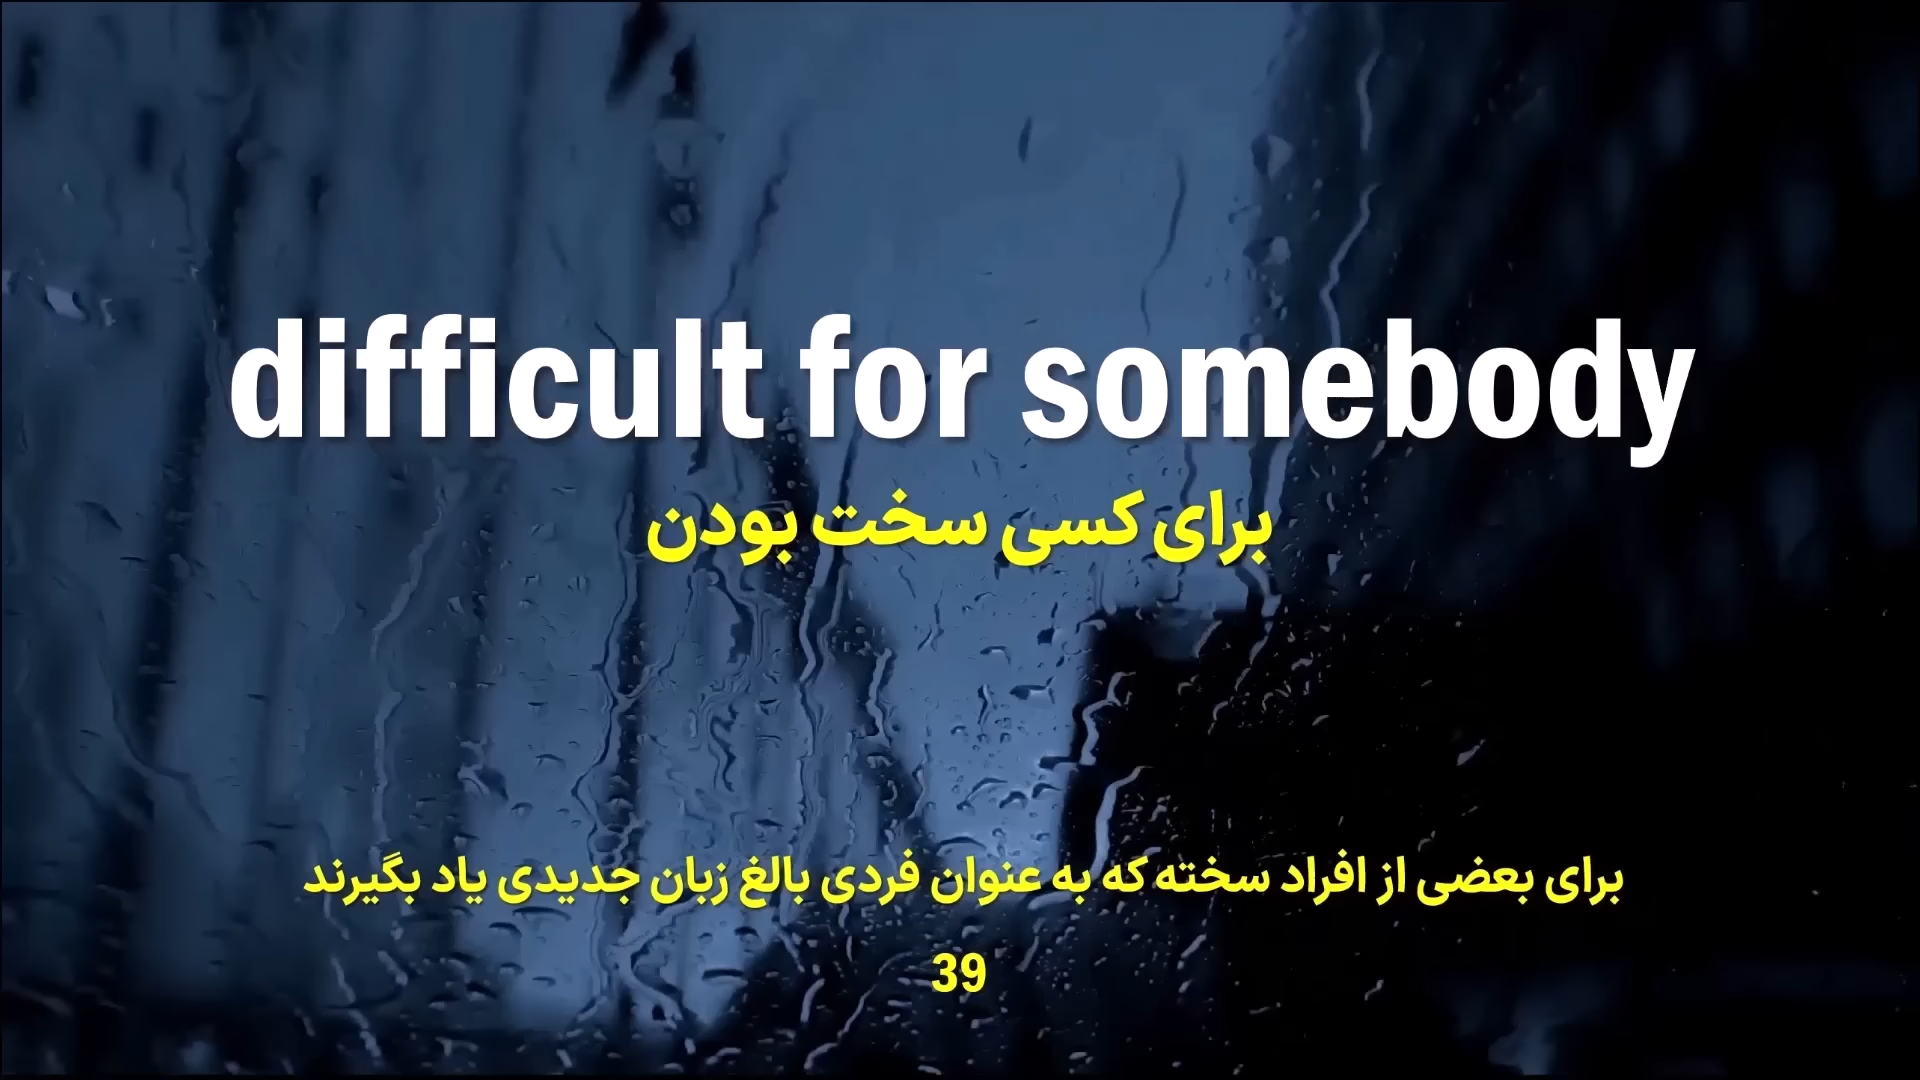 difficult for somebody
برای کسی سخت بودن
برای بعضی از افراد سخته که به عنوان فردی بالغ زبان جدیدی یاد بگیرند
39